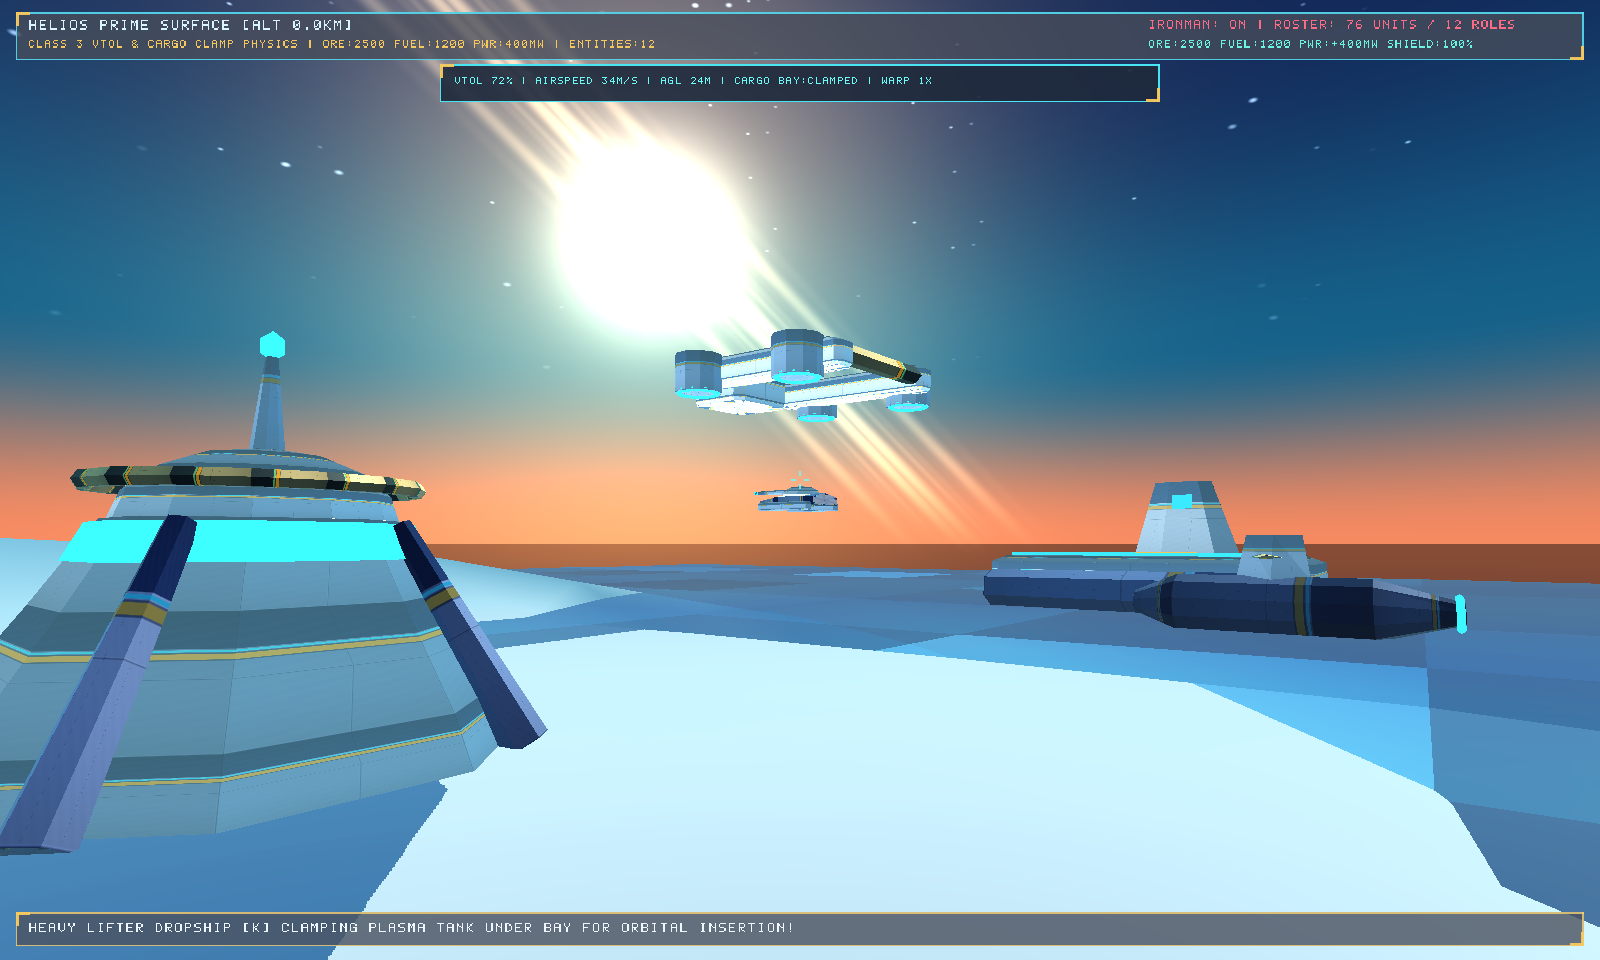 HELIOS PRIME SURFACE [ALT 0.0KM]
CLASS 3 VTOL & CARGO CLAMP PHYSICS | ORE:2500 FUEL:1200 PWR:400MW | ENTITIES:12
IRONMAN: ON | ROSTER: 76 UNITS / 12 ROLES
ORE:2500 FUEL:1200 PWR:+400MW SHIELD:100%
VTOL 72% | AIRSPEED 34M/S | AGL 24M | CARGO BAY:CLAMPED | WARP 1X
HEAVY LIFTER DROPSHIP [K] CLAMPING PLASMA TANK UNDER BAY FOR ORBITAL INSERTION!